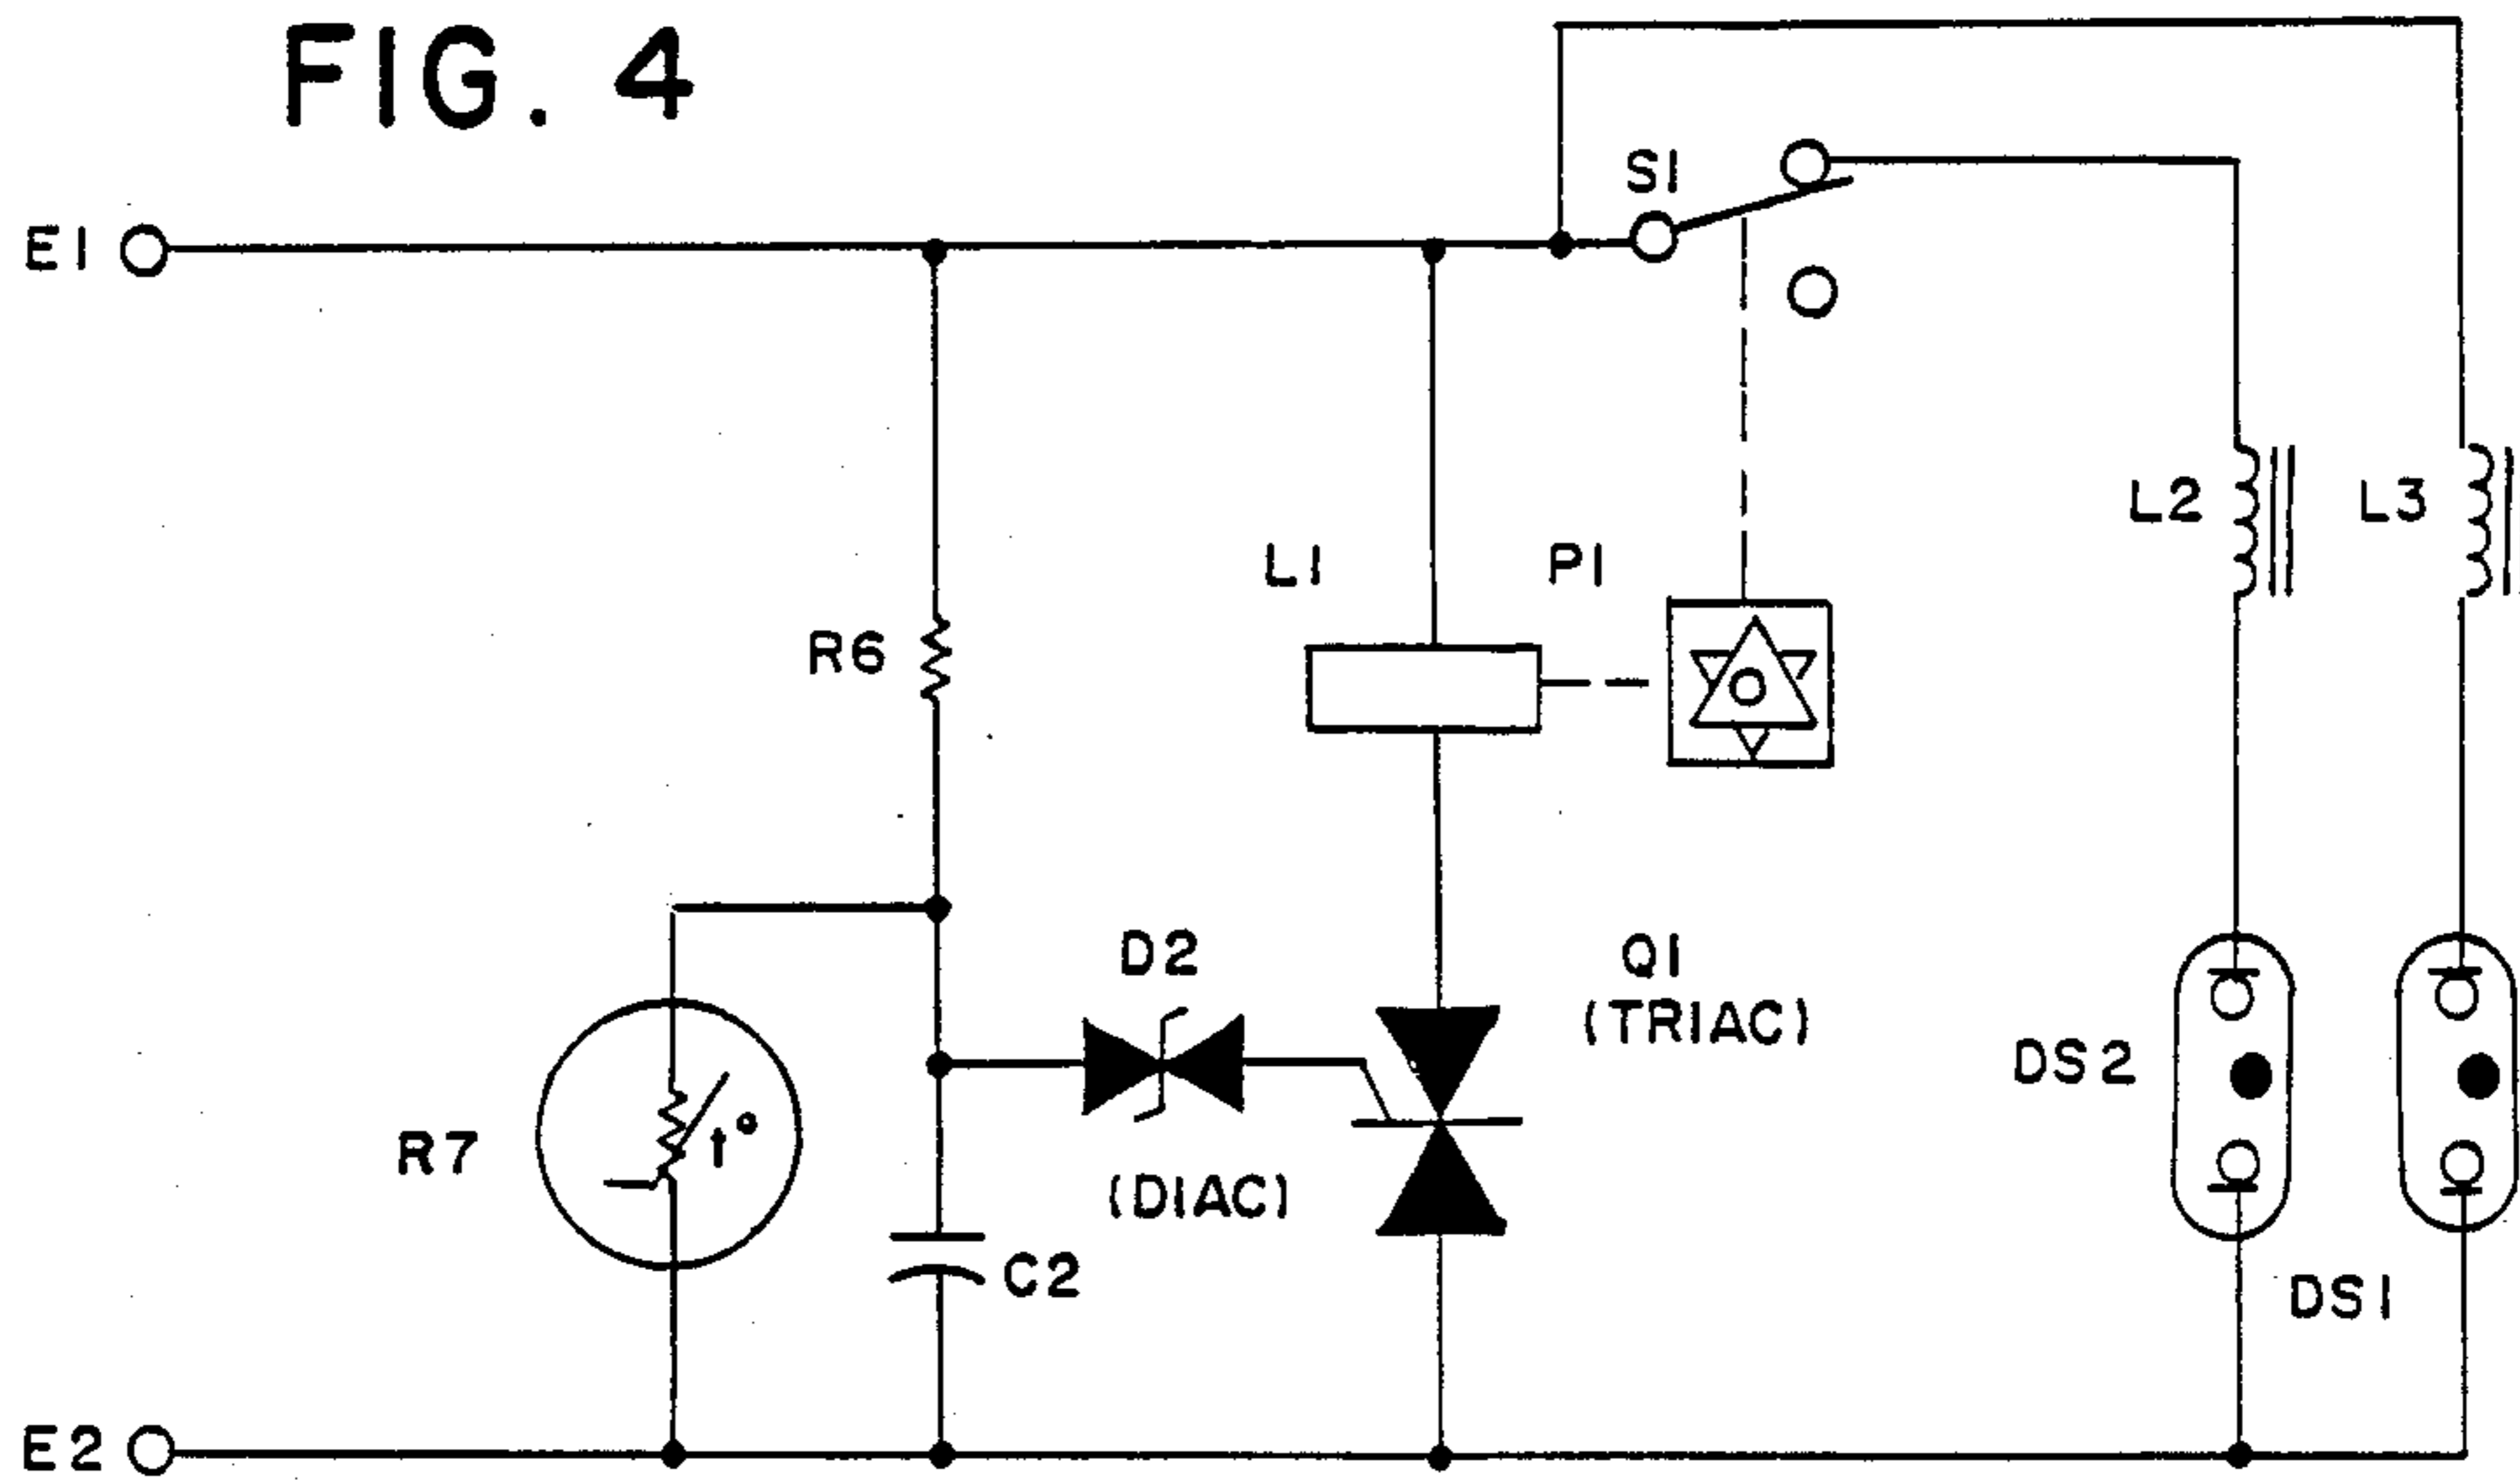 FIG. 4
S1
E1
L2
L3
L1
P1
R6
D2
Q1
(TRIAC)
DS2
R7
t°
(DIAC)
C2
DS1
E2